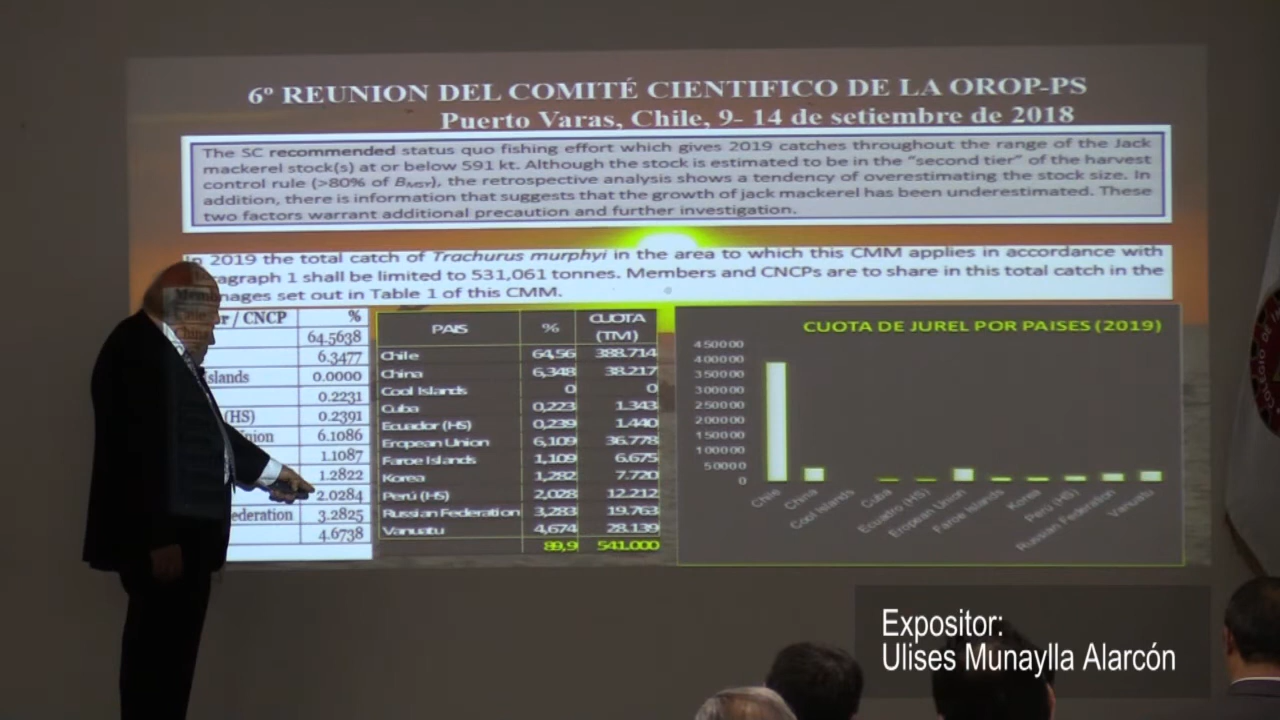 6º REUNION DEL COMITÉ CIENTIFICO DE LA OROP-PS
Puerto Varas, Chile, 9- 14 de setiembre de 2018
The SC recommended status quo fishing effort which gives 2019 catches throughout the range of the Jack
mackerel stock(s) at or below 591 kt. Although the stock is estimated to be in the “second tier” of the harvest
control rule (>80% of BMSY), the retrospective analysis shows a tendency of overestimating the stock size. In
addition, there is information that suggests that the growth of jack mackerel has been underestimated. These
two factors warrant additional precaution and further investigation.
In 2019 the total catch of Trachurus murphyi in the area to which this CMM applies in accordance with
ragraph 1 shall be limited to 531,061 tonnes. Members and CNCPs are to share in this total catch in the
nages set out in Table 1 of this CMM.
r / CNCP %
64.5638
6.3477
slands 0.0000
0.2231
(HS) 0.2391
nion 6.1086
1.1087
1.2822
2.0284
ederation 3.2825
4.6738
PAIS % CUOTA (TM)
Chile 64,56 388.714
China 6,348 38.217
Cool Islands 0 0
Cuba 0,223 1.343
Ecuador (HS) 0,239 1.440
Eropean Union 6,109 36.778
Faroe Islands 1,109 6.675
Korea 1,282 7.720
Perú (HS) 2,028 12.212
Russian Federation 3,283 19.763
Vanuatu 4,674 28.139
89,9 541.000
CUOTA DE JUREL POR PAISES (2019)
450000
400000
350000
300000
250000
200000
150000
100000
50000
0
Chile China Cool Islands Cuba Ecuadro (HS) Eropean Union Faroe Islands Korea Perú (HS) Russian Federation Vanuatu
Expositor:
Ulises Munaylla Alarcón